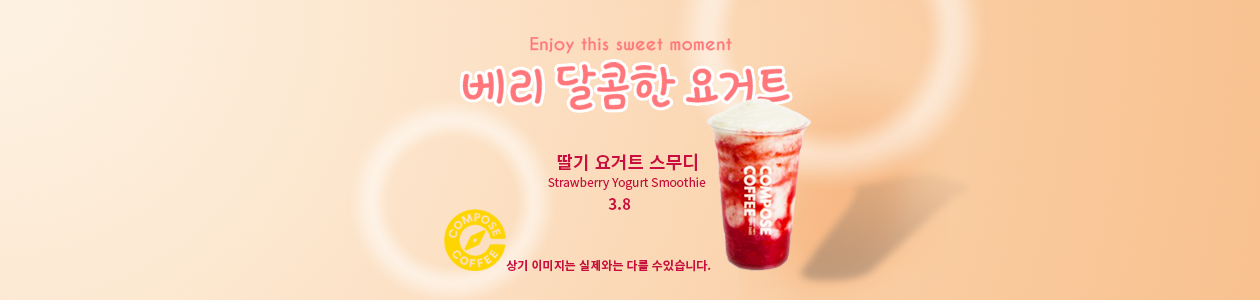 Enjoy this sweet moment
베리 달콤한 요거트
딸기 요거트 스무디
Strawberry Yogurt Smoothie
3.8
COMPOSE
COFFEE
COMPOSE
COFFEE
상기 이미지는 실제와는 다를 수있습니다.